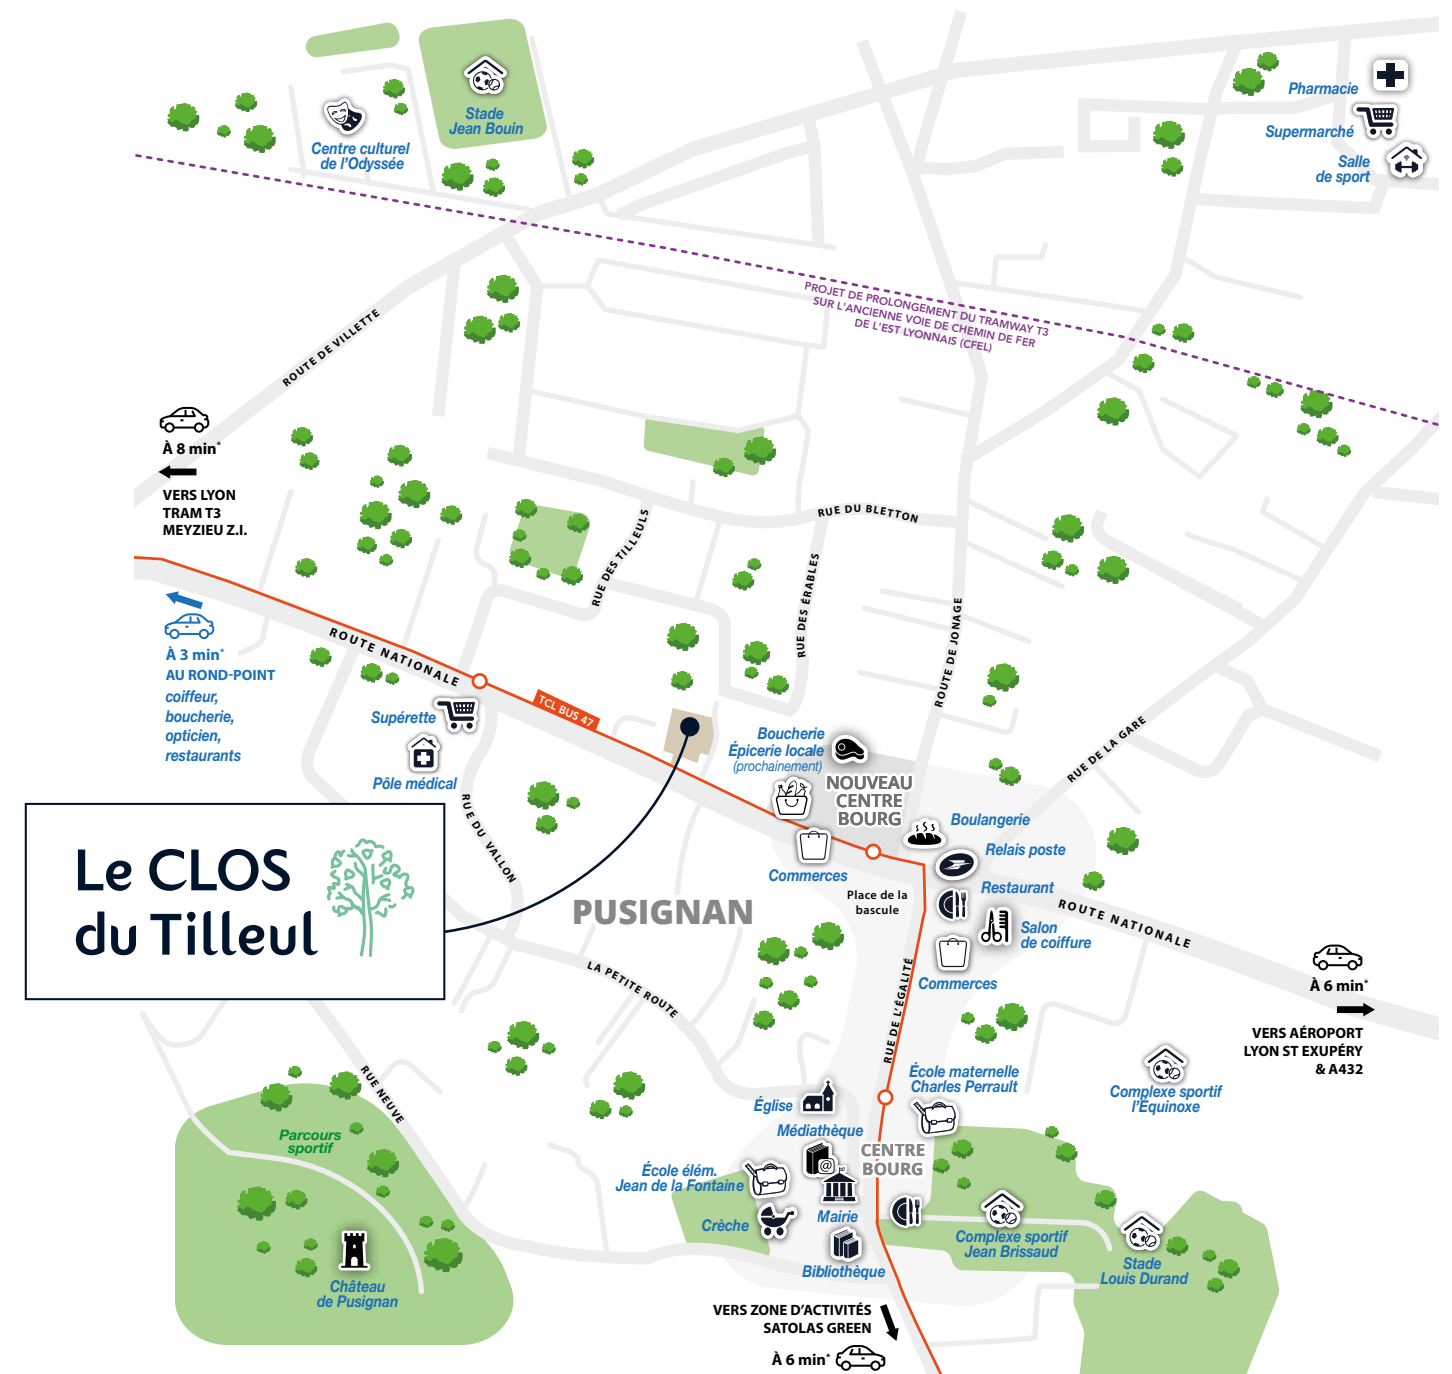 Pharmacie
Supermarché
Salle
de sport
Stade
Jean Bouin
Centre culturel
de l'Odyssée
PROJET DE PROLONGEMENT DU TRAMWAY T3
SUR L'ANCIENNE VOIE DE CHEMIN DE FER
DE L'EST LYONNAIS (CFEL)
ROUTE DE VILLETTE
À 8 min*
VERS LYON
TRAM T3
MEYZIEU Z.I.
RUE DU BLETTON
RUE DES TILLEULS
RUE DES ÉRABLES
ROUTE DE JONAGE
À 3 min*
AU ROND-POINT
coiffeur,
boucherie,
opticien,
restaurants
ROUTE NATIONALE
TCL BUS 47
Supérette
Pôle médical
RUE DU VALLON
Boucherie
Épicerie locale
(prochainement)
NOUVEAU
CENTRE
BOURG
RUE DE LA GARE
Boulangerie
Relais poste
Commerces
Place de la
bascule
Restaurant
Salon
de coiffure
Commerces
ROUTE NATIONALE
Le CLOS
du Tilleul
PUSIGNAN
LA PETITE ROUTE
RUE DE L'ÉGALITÉ
À 6 min*
VERS AÉROPORT
LYON ST EXUPÉRY
& A432
RUE NEUVE
École maternelle
Charles Perrault
Complexe sportif
l'Équinoxe
Église
Médiathèque
@
CENTRE
BOURG
Parcours
sportif
École élém.
Jean de la Fontaine
Crèche
Mairie
Bibliothèque
Complexe sportif
Jean Brissaud
Stade
Louis Durand
Château
de Pusignan
VERS ZONE D'ACTIVITÉS
SATOLAS GREEN
À 6 min*